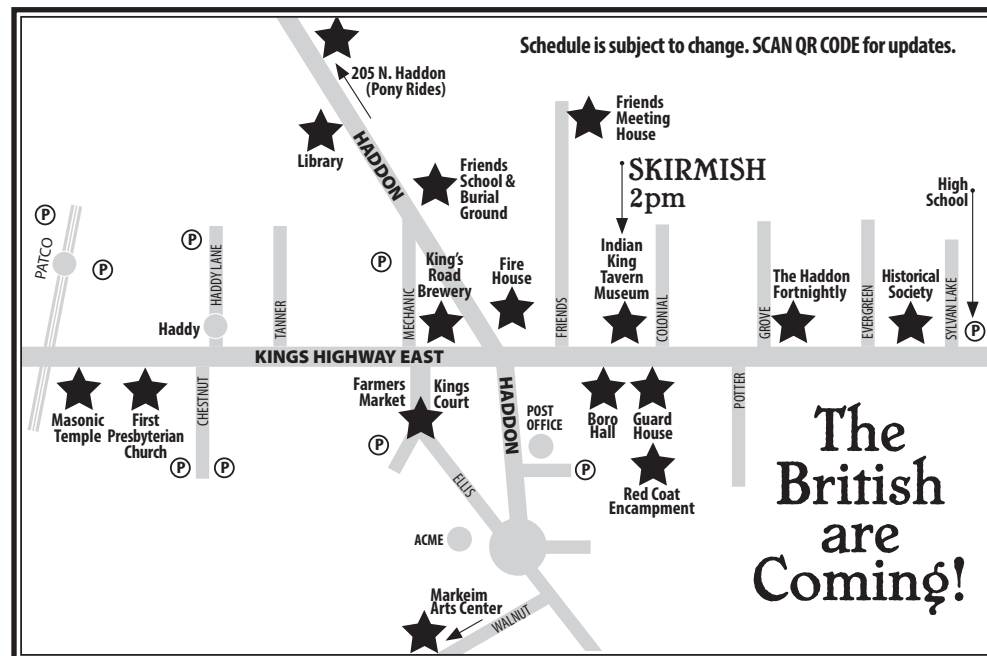 Schedule is subject to change. SCAN QR CODE for updates.
205 N. Haddon
(Pony Rides)
Library
HADDON
Friends
School &
Burial
Ground
Friends
Meeting
House
SKIRMISH
2pm
High
School
P
PATCO
P
P
HADDY LANE
Haddy
TANNER
P
MECHANIC
King's
Road
Brewery
Fire
House
FRIENDS
Indian
King
Tavern
Museum
COLONIAL
GROVE
The Haddon
Fortnightly
EVERGREEN
Historical
Society
SYLVAN LAKE
P
KINGS HIGHWAY EAST
Masonic
Temple
First
Presbyterian
Church
CHESTNUT
P
P
Farmers
Market
Kings
Court
P
HADDON
POST
OFFICE
P
Boro
Hall
Guard
House
Red Coat
Encampment
POTTER
ELLIS
ACME
Markeim
Arts Center
WALNUT
The
British
are
Coming!